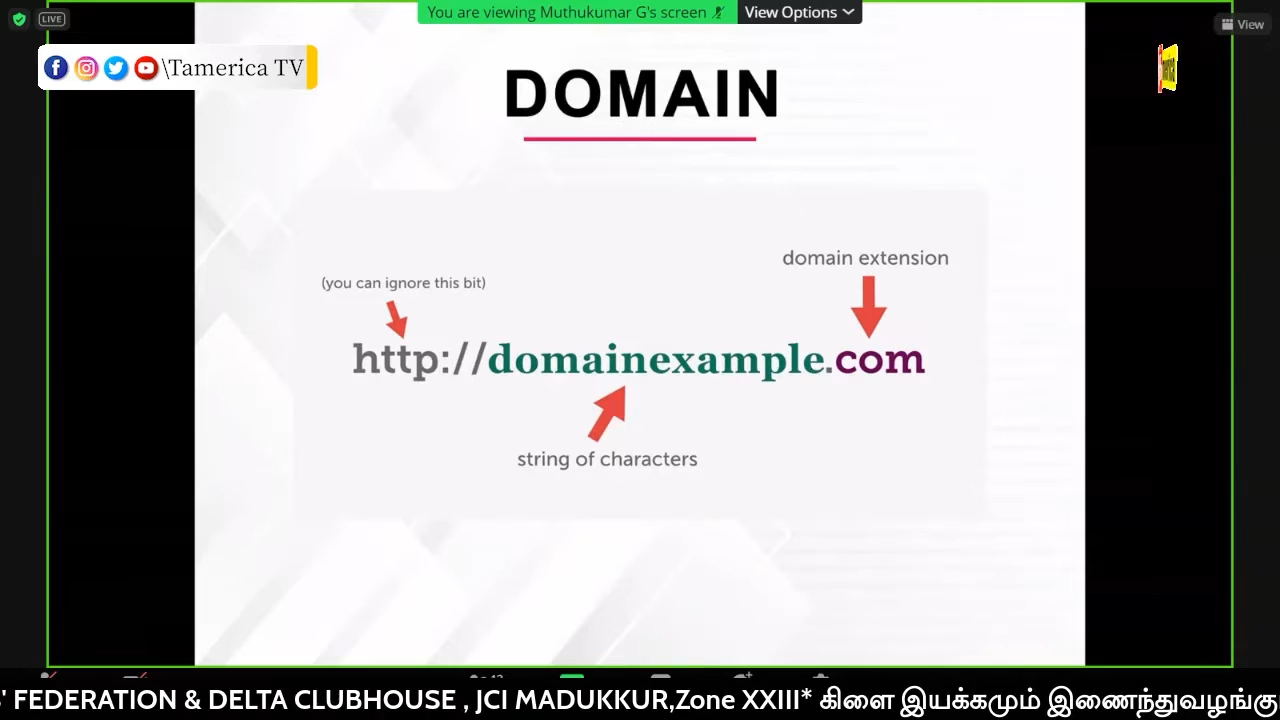 You are viewing Muthukumar G's screen
View Options
LIVE
View
\Tamerica TV
DOMAIN
domain extension
(you can ignore this bit)
http://domainexample.com
string of characters
' FEDERATION & DELTA CLUBHOUSE , JCI MADUKKUR,Zone XXIII* கிளை இயக்கமும் இணைந்துவழங்கு